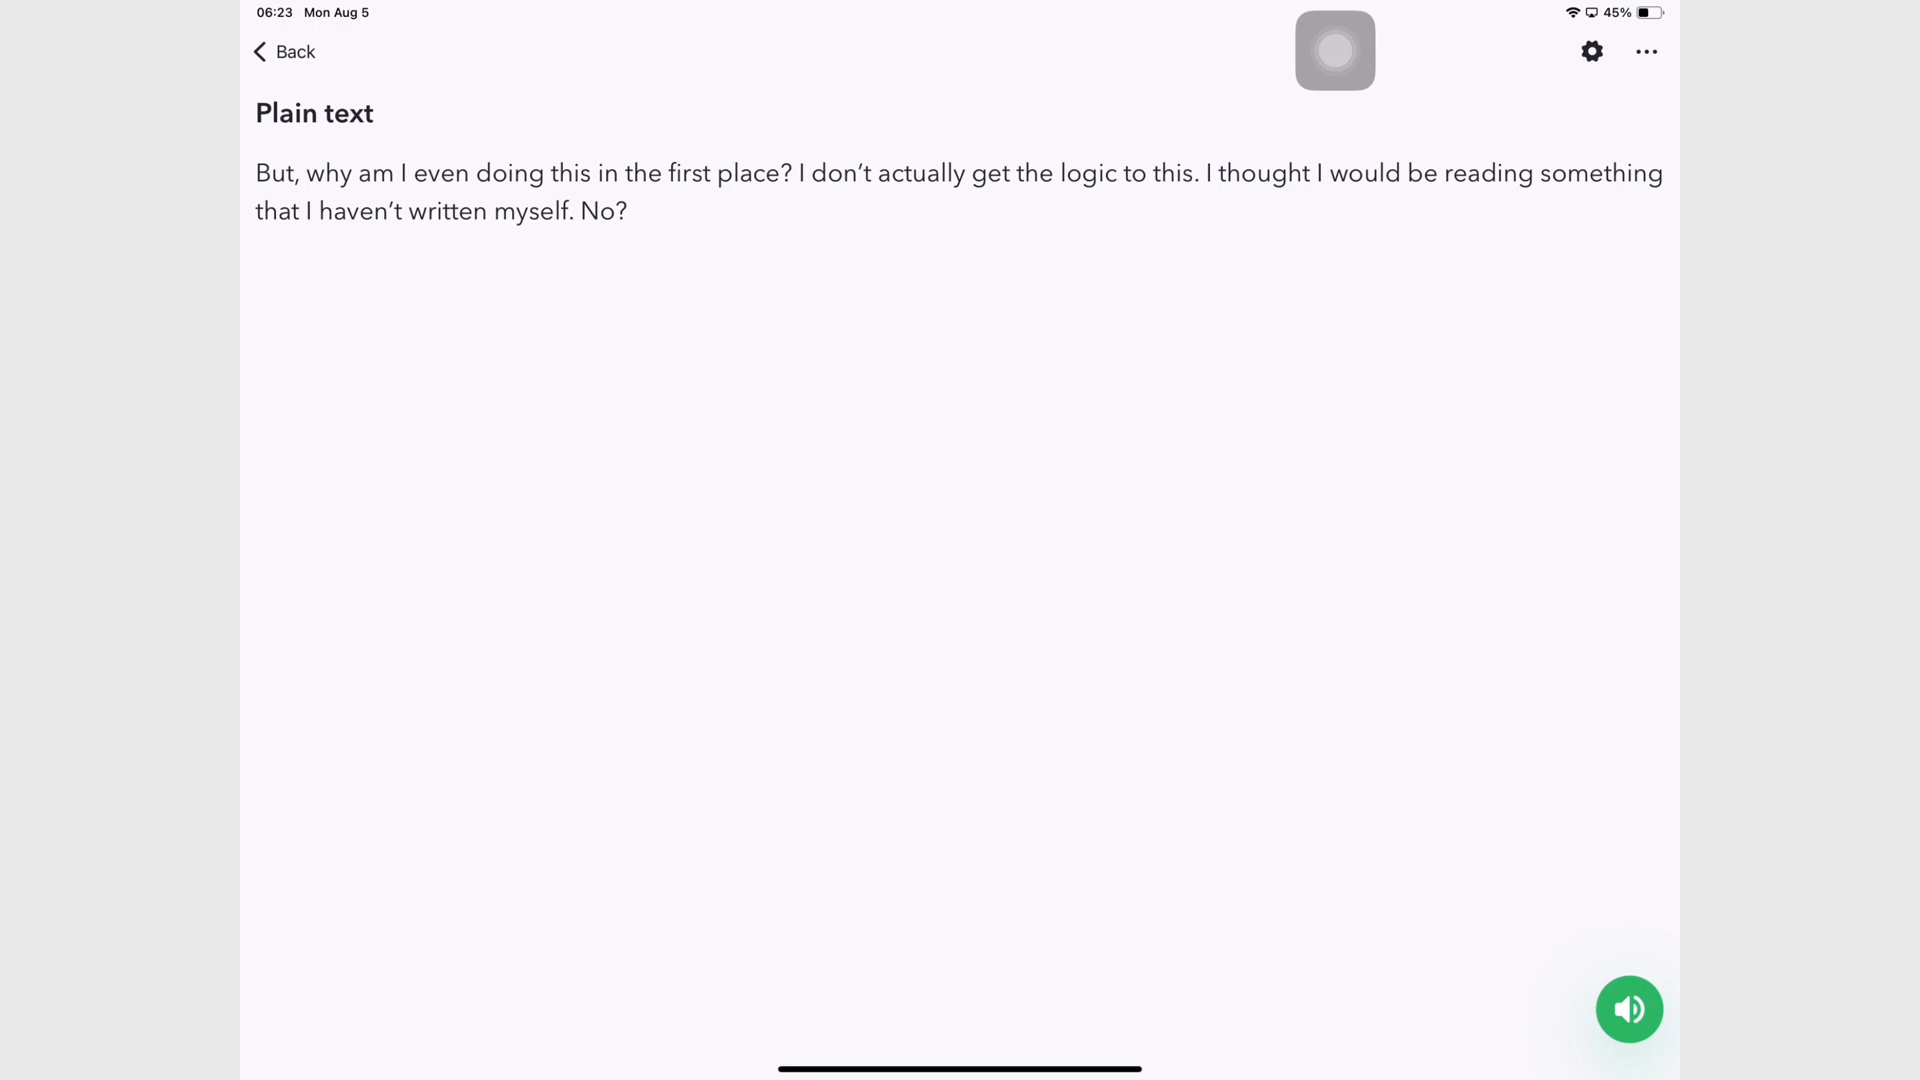 06:23 Mon Aug 5
45%
Back
Plain text
But, why am I even doing this in the first place? I don’t actually get the logic to this. I thought I would be reading something
that I haven’t written myself. No?